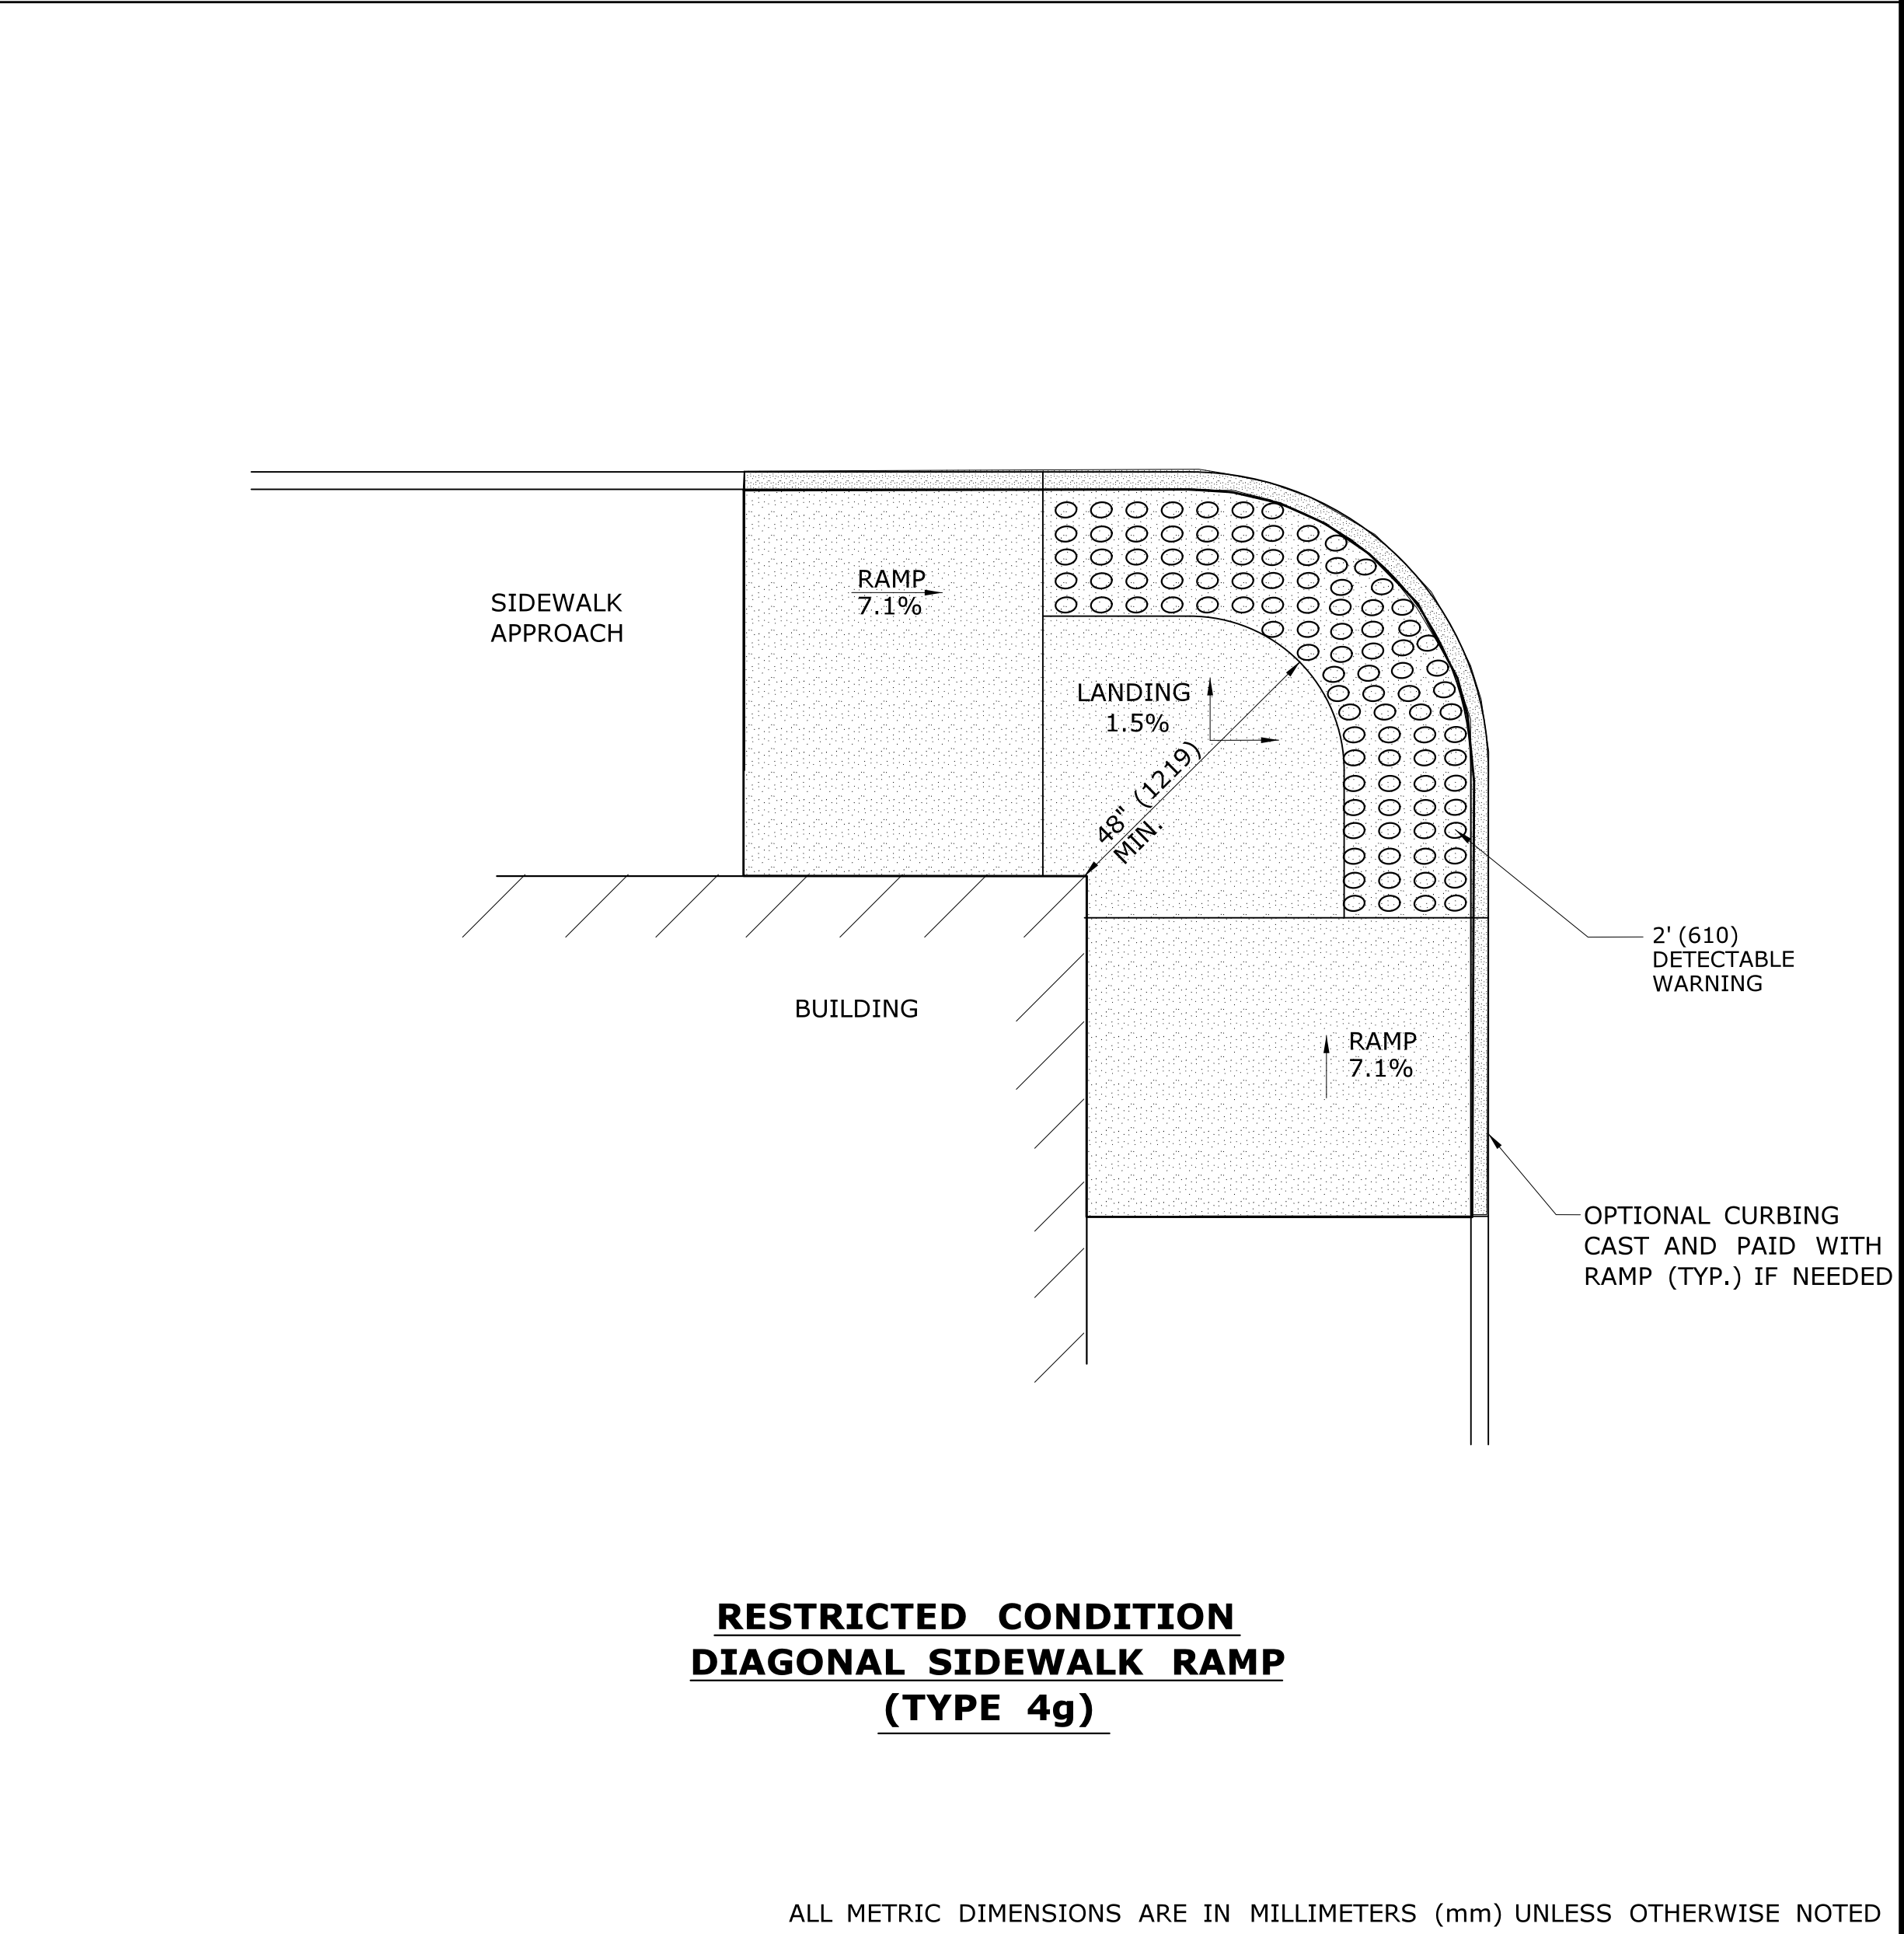 SIDEWALK
APPROACH
RAMP
7.1%
LANDING
1.5%
48" (1219)
MIN.
2' (610)
DETECTABLE
WARNING
BUILDING
RAMP
7.1%
OPTIONAL CURBING
CAST AND PAID WITH
RAMP (TYP.) IF NEEDED
RESTRICTED CONDITION
DIAGONAL SIDEWALK RAMP
(TYPE 4g)
ALL METRIC DIMENSIONS ARE IN MILLIMETERS (mm) UNLESS OTHERWISE NOTED